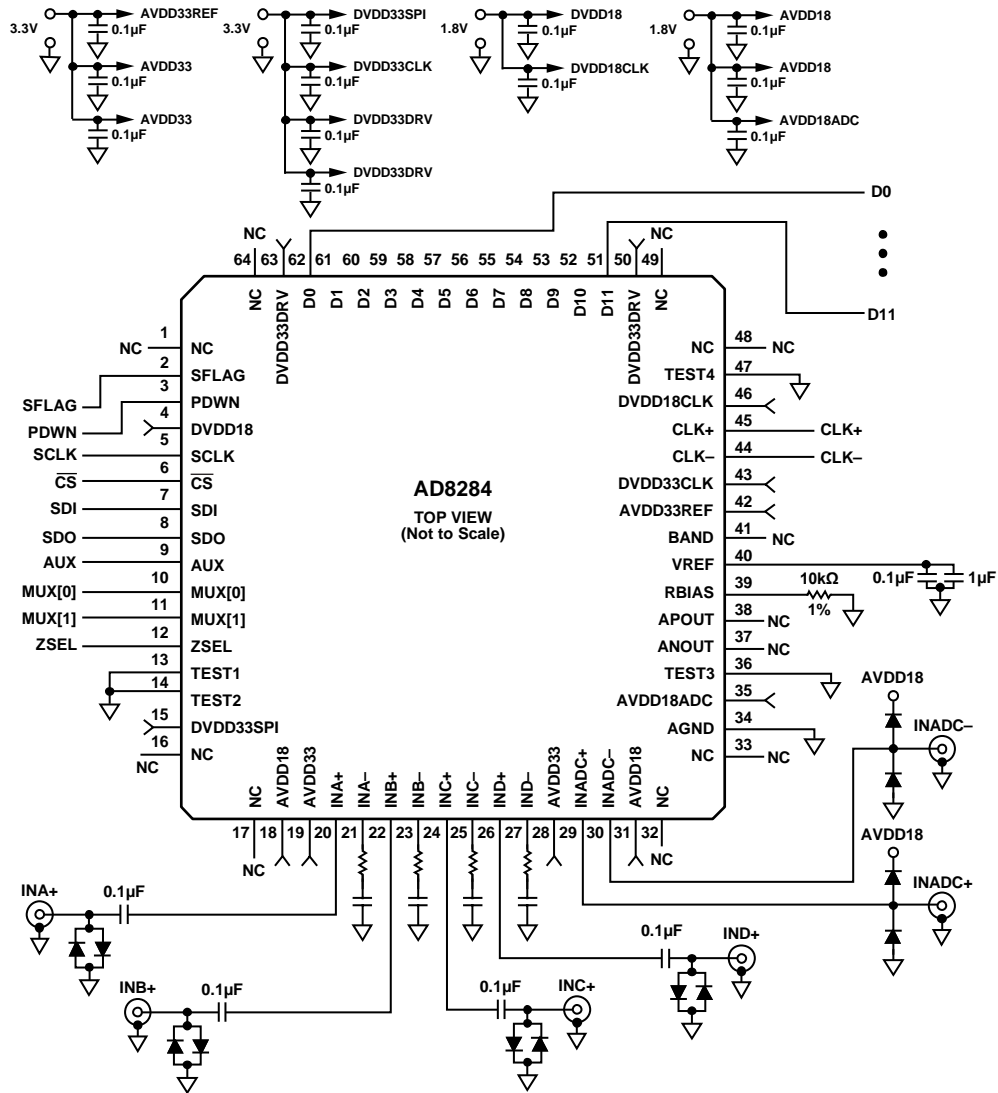 3.3V
AVDD33REF
0.1µF
AVDD33
0.1µF
AVDD33
0.1µF
3.3V
DVDD33SPI
0.1µF
DVDD33CLK
0.1µF
DVDD33DRV
0.1µF
DVDD33DRV
0.1µF
1.8V
DVDD18
0.1µF
DVDD18CLK
0.1µF
1.8V
AVDD18
0.1µF
AVDD18
0.1µF
AVDD18ADC
0.1µF
D0
D11
NC
NC
64 63 62 61 60 59 58 57 56 55 54 53 52 51 50 49
NC DVDD33DRV D0 D1 D2 D3 D4 D5 D6 D7 D8 D9 D10 D11 DVDD33DRV NC
NC 1 NC
SFLAG 2 SFLAG
PDWN 3 PDWN
4 DVDD18
SCLK 5 SCLK
CS 6 CS
SDI 7 SDI
SDO 8 SDO
AUX 9 AUX
MUX[0] 10 MUX[0]
MUX[1] 11 MUX[1]
ZSEL 12 ZSEL
13 TEST1
14 TEST2
15 DVDD33SPI
NC 16 NC
AD8284
TOP VIEW
(Not to Scale)
NC 48 NC
TEST4 47
DVDD18CLK 46
CLK+ 45 CLK+
CLK– 44 CLK–
DVDD33CLK 43
AVDD33REF 42
BAND 41 NC
VREF 40 0.1µF 1µF
RBIAS 39 10kΩ
1%
APOUT 38 NC
ANOUT 37 NC
TEST3 36
AVDD18ADC 35
AGND 34
NC 33 NC
NC AVDD18 AVDD33 INA+ INA– INB+ INB– INC+ INC– IND+ IND– AVDD33 INADC+ INADC– AVDD18 NC
17 18 19 20 21 22 23 24 25 26 27 28 29 30 31 32
NC
NC
AVDD18
INADC–
AVDD18
INADC+
INA+
0.1µF
INB+
0.1µF
0.1µF
INC+
0.1µF
IND+